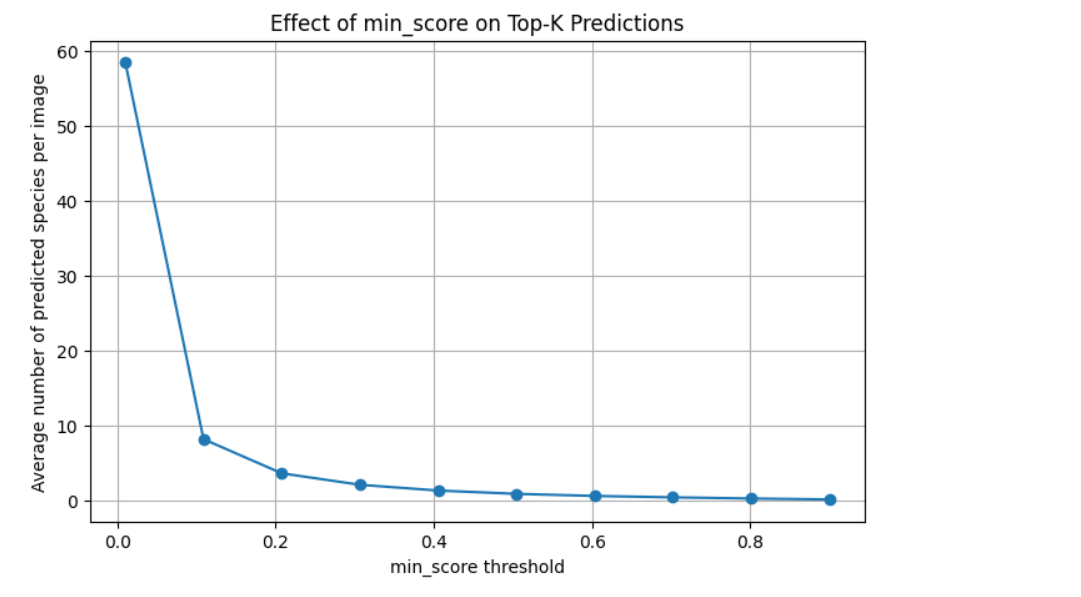 Effect of min_score on Top-K Predictions
Average number of predicted species per image
60
50
40
30
20
10
0
0.0 0.2 0.4 0.6 0.8
min_score threshold